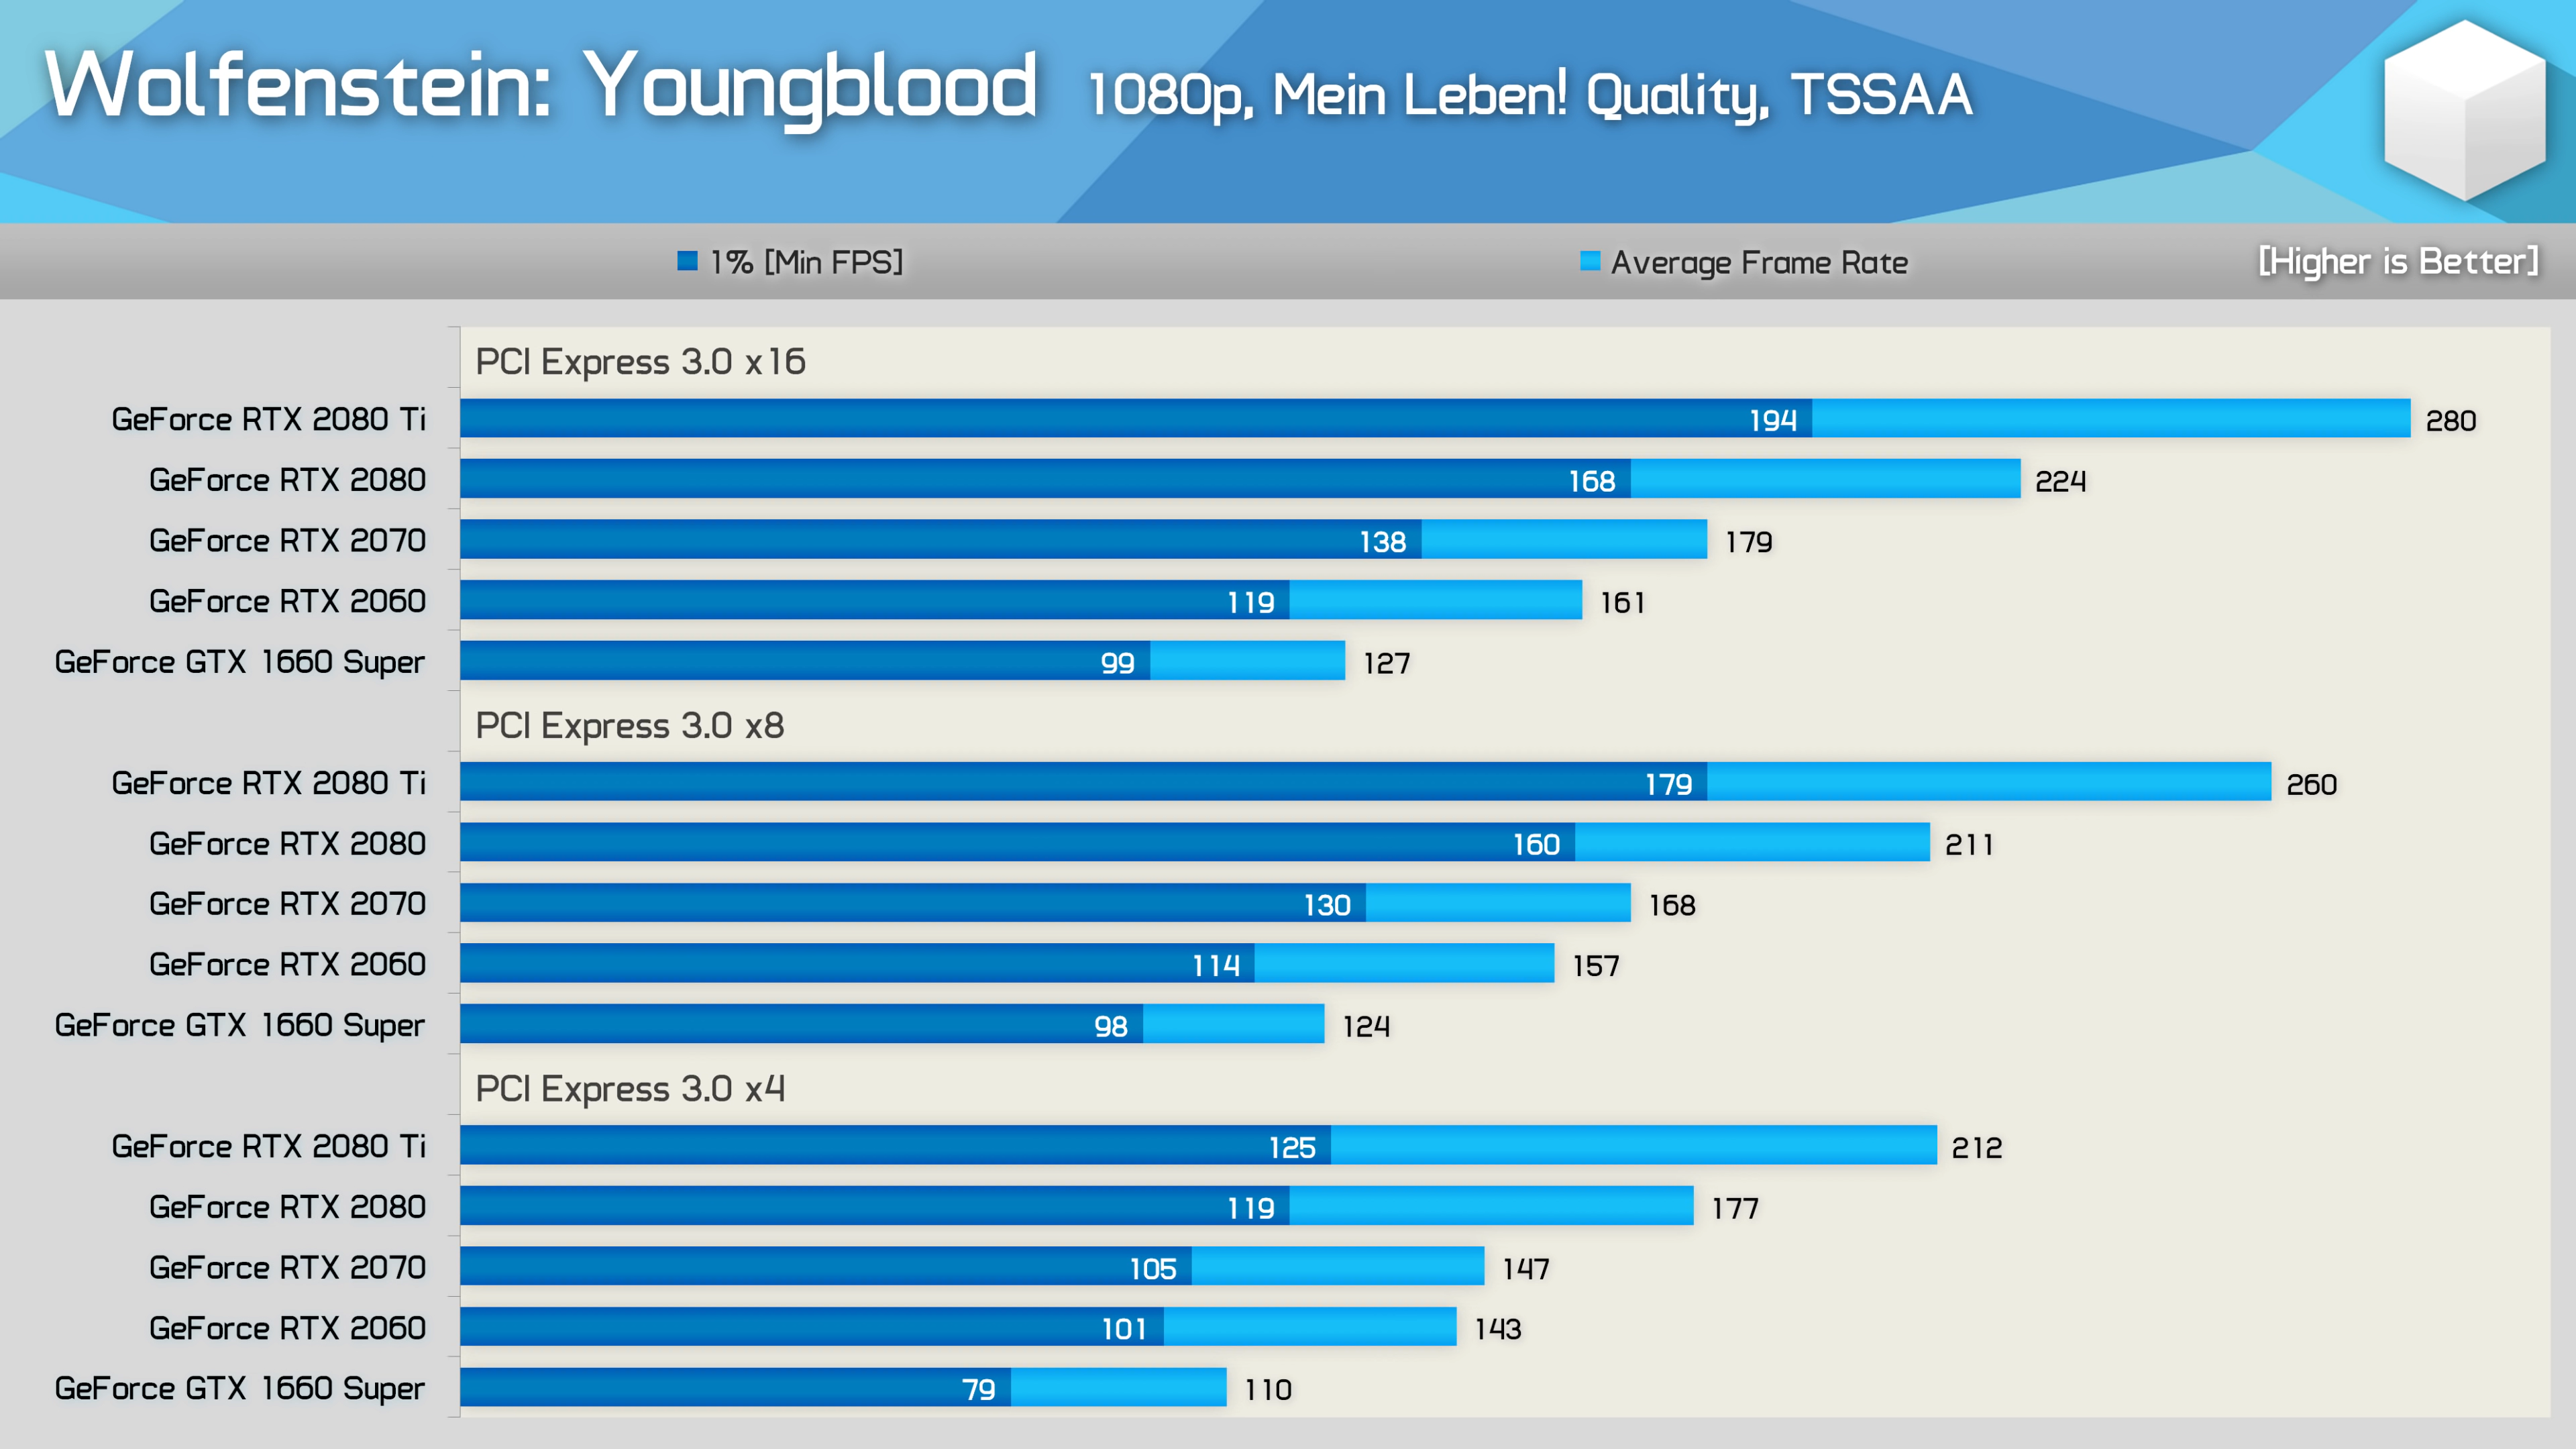 Wolfenstein: Youngblood 1080p, Mein Leben! Quality, TSSAA
1% [Min FPS] Average Frame Rate [Higher is Better]
PCI Express 3.0 x16
GeForce RTX 2080 Ti 194 280
GeForce RTX 2080 168 224
GeForce RTX 2070 138 179
GeForce RTX 2060 119 161
GeForce GTX 1660 Super 99 127
PCI Express 3.0 x8
GeForce RTX 2080 Ti 179 260
GeForce RTX 2080 160 211
GeForce RTX 2070 130 168
GeForce RTX 2060 114 157
GeForce GTX 1660 Super 98 124
PCI Express 3.0 x4
GeForce RTX 2080 Ti 125 212
GeForce RTX 2080 119 177
GeForce RTX 2070 105 147
GeForce RTX 2060 101 143
GeForce GTX 1660 Super 79 110